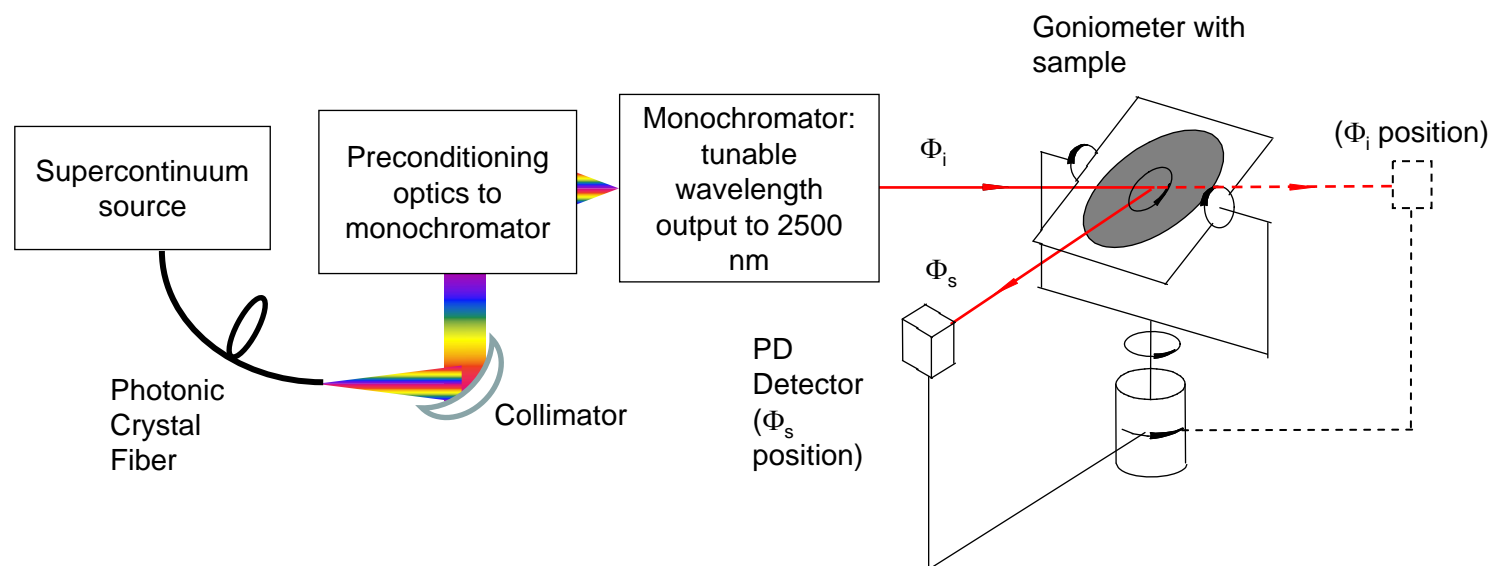 Supercontinuum
source
Photonic
Crystal
Fiber
Collimator
Preconditioning
optics to
monochromator
Monochromator:
tunable
wavelength
output to 2500
nm
Φi
Φs
Goniometer with
sample
(Φi position)
PD
Detector
(Φs
position)